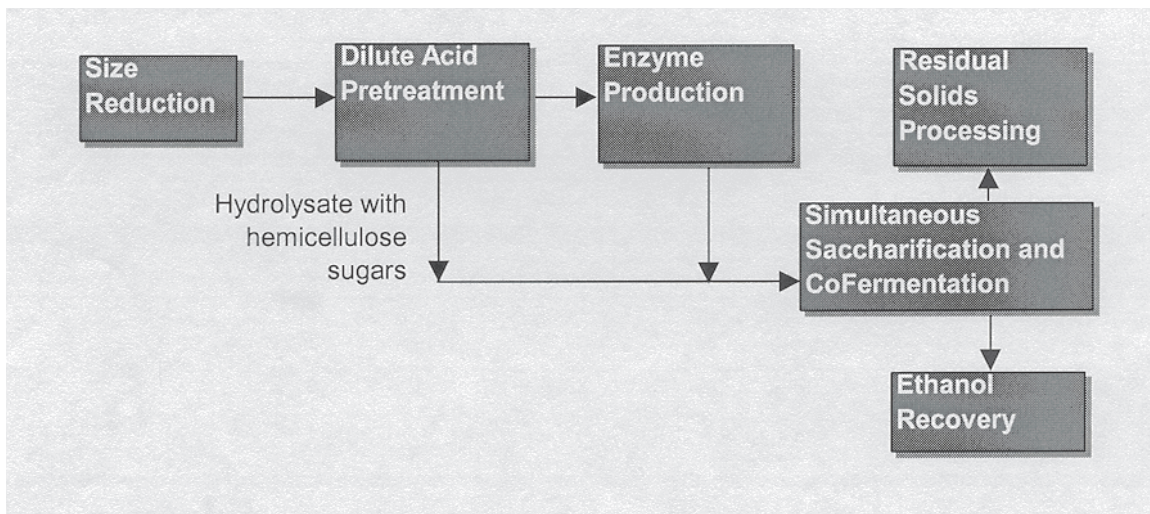 Size
Reduction
Dilute Acid
Pretreatment
Enzyme
Production
Residual
Solids
Processing
Hydrolysate with
hemicellulose
sugars
Simultaneous
Saccharification and
CoFermentation
Ethanol
Recovery